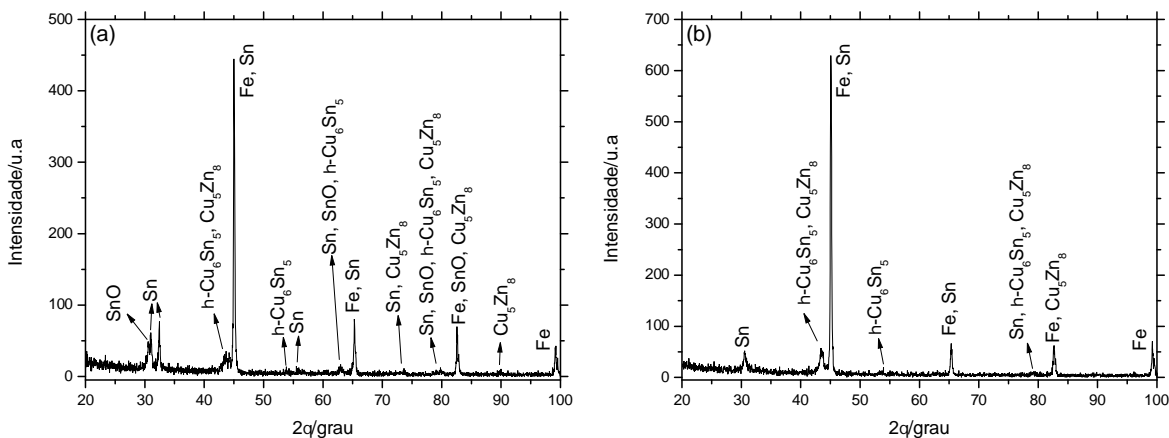 (a)
Intensidade/u.a
500
400
300
200
100
0
SnO
Sn
h-Cu₆Sn₅, Cu₅Zn₈
Fe, Sn
h-Cu₆Sn₅
Sn
Sn, SnO, h-Cu₆Sn₅
Fe, Sn
Sn, Cu₅Zn₈
Sn, SnO, h-Cu₆Sn₅, Cu₅Zn₈
Fe, SnO, Cu₅Zn₈
Cu₅Zn₈
Fe
20 30 40 50 60 70 80 90 100
2q/grau
(b)
Intensidade/u.a
700
600
500
400
300
200
100
0
Sn
h-Cu₆Sn₅, Cu₅Zn₈
Fe, Sn
h-Cu₆Sn₅
Fe, Sn
Sn, h-Cu₆Sn₅, Cu₅Zn₈
Fe, Cu₅Zn₈
Fe
20 30 40 50 60 70 80 90 100
2q/grau